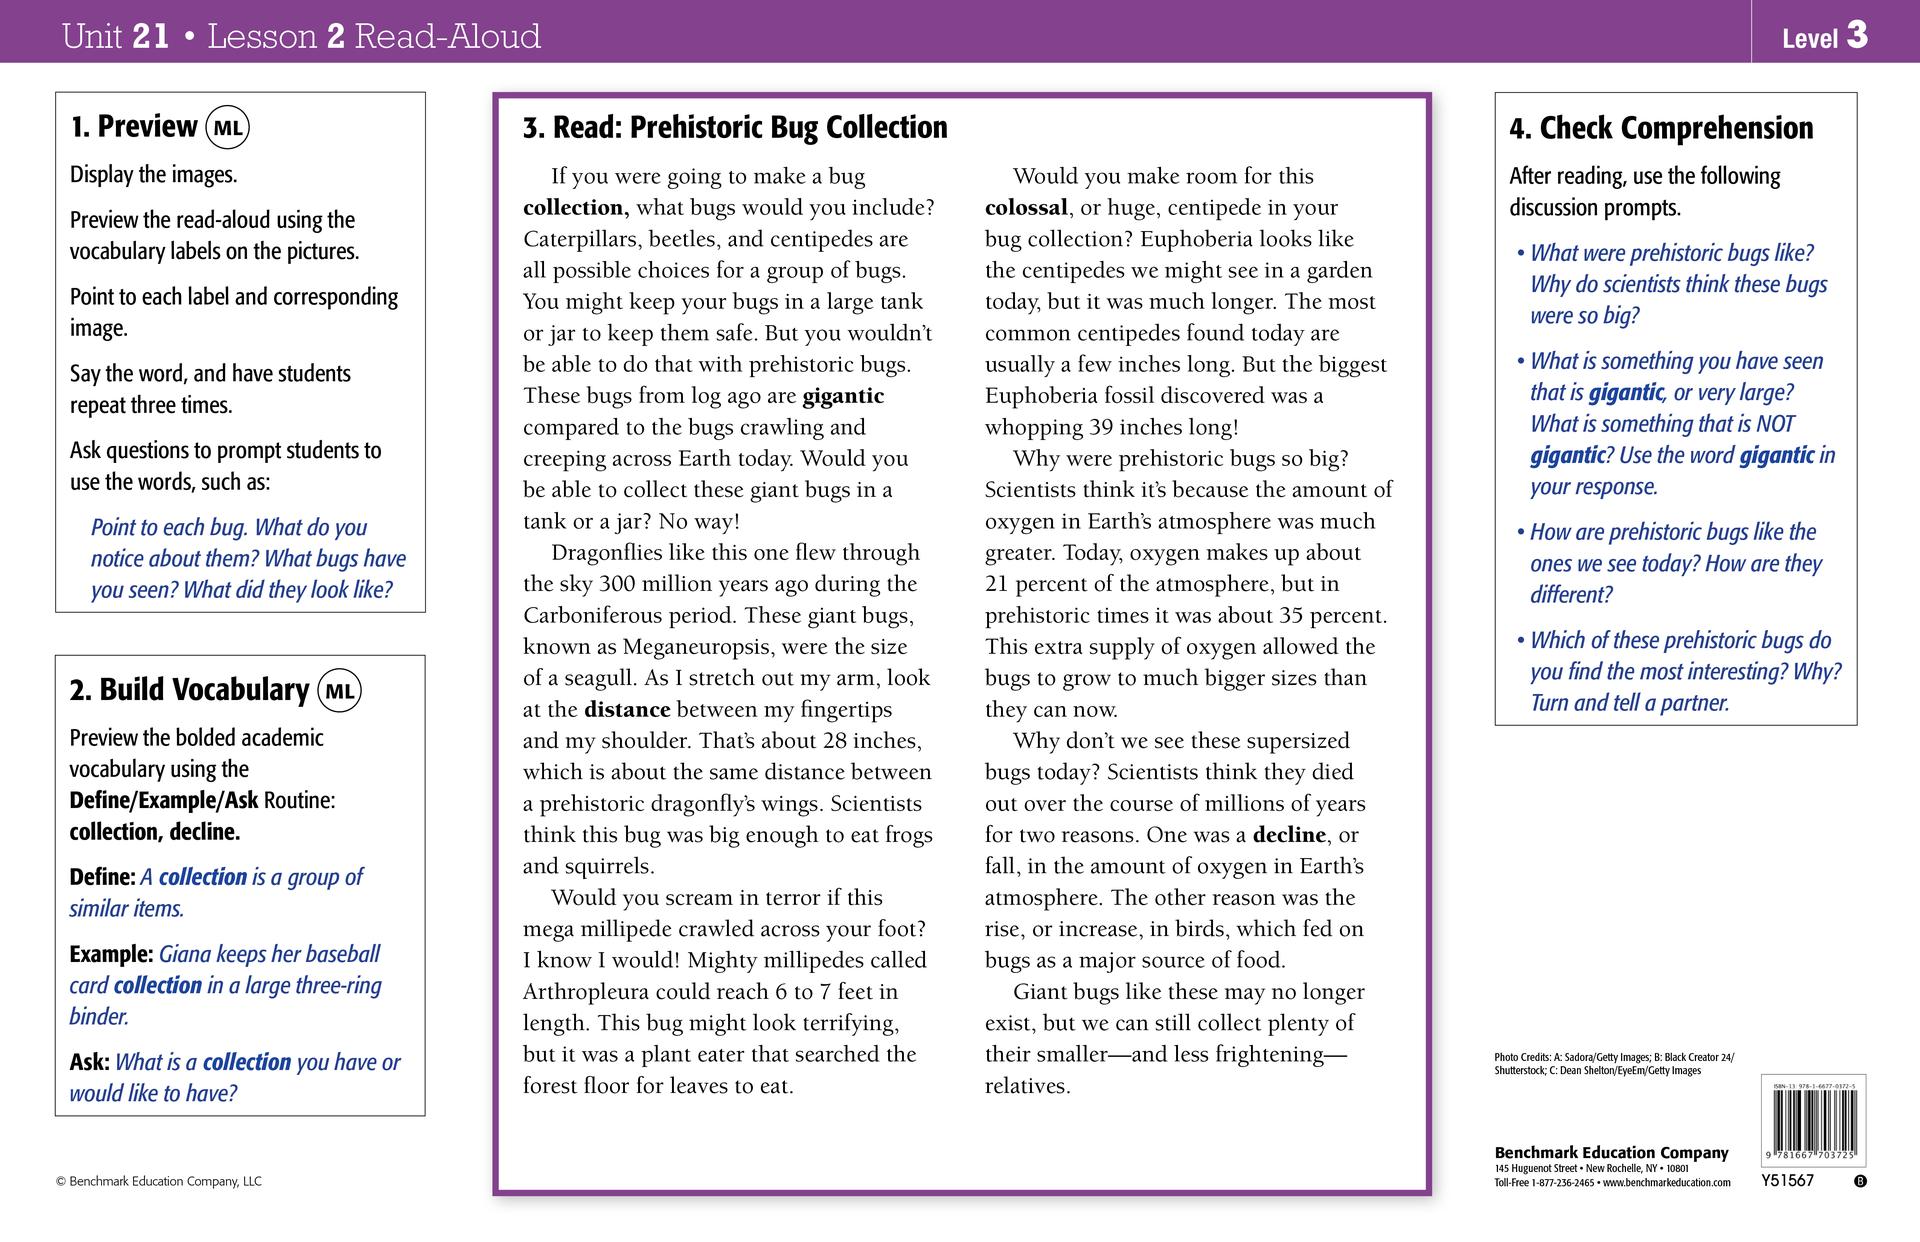 Unit 21 • Lesson 2 Read-Aloud
Level 3
1. Preview ML
Display the images.
Preview the read-aloud using the
vocabulary labels on the pictures.
Point to each label and corresponding
image.
Say the word, and have students
repeat three times.
Ask questions to prompt students to
use the words, such as:
Point to each bug. What do you
notice about them? What bugs have
you seen? What did they look like?
2. Build Vocabulary ML
Preview the bolded academic
vocabulary using the
Define/Example/Ask Routine:
collection, decline.
Define: A collection is a group of
similar items.
Example: Giana keeps her baseball
card collection in a large three-ring
binder.
Ask: What is a collection you have or
would like to have?
© Benchmark Education Company, LLC
3. Read: Prehistoric Bug Collection
If you were going to make a bug
collection, what bugs would you include?
Caterpillars, beetles, and centipedes are
all possible choices for a group of bugs.
You might keep your bugs in a large tank
or jar to keep them safe. But you wouldn't
be able to do that with prehistoric bugs.
These bugs from log ago are gigantic
compared to the bugs crawling and
creeping across Earth today. Would you
be able to collect these giant bugs in a
tank or a jar? No way!
Dragonflies like this one flew through
the sky 300 million years ago during the
Carboniferous period. These giant bugs,
known as Meganeuropsis, were the size
of a seagull. As I stretch out my arm, look
at the distance between my fingertips
and my shoulder. That's about 28 inches,
which is about the same distance between
a prehistoric dragonfly's wings. Scientists
think this bug was big enough to eat frogs
and squirrels.
Would you scream in terror if this
mega millipede crawled across your foot?
I know I would! Mighty millipedes called
Arthropleura could reach 6 to 7 feet in
length. This bug might look terrifying,
but it was a plant eater that searched the
forest floor for leaves to eat.
Would you make room for this
colossal, or huge, centipede in your
bug collection? Euphoberia looks like
the centipedes we might see in a garden
today, but it was much longer. The most
common centipedes found today are
usually a few inches long. But the biggest
Euphoberia fossil discovered was a
whopping 39 inches long!
Why were prehistoric bugs so big?
Scientists think it's because the amount of
oxygen in Earth's atmosphere was much
greater. Today, oxygen makes up about
21 percent of the atmosphere, but in
prehistoric times it was about 35 percent.
This extra supply of oxygen allowed the
bugs to grow to much bigger sizes than
they can now.
Why don't we see these supersized
bugs today? Scientists think they died
out over the course of millions of years
for two reasons. One was a decline, or
fall, in the amount of oxygen in Earth's
atmosphere. The other reason was the
rise, or increase, in birds, which fed on
bugs as a major source of food.
Giant bugs like these may no longer
exist, but we can still collect plenty of
their smaller—and less frightening—
relatives.
4. Check Comprehension
After reading, use the following
discussion prompts.
• What were prehistoric bugs like?
Why do scientists think these bugs
were so big?
• What is something you have seen
that is gigantic, or very large?
What is something that is NOT
gigantic? Use the word gigantic in
your response.
• How are prehistoric bugs like the
ones we see today? How are they
different?
• Which of these prehistoric bugs do
you find the most interesting? Why?
Turn and tell a partner.
Photo Credits: A: Sadora/Getty Images; B: Black Creator 24/
Shutterstock; C: Dean Shelton/EyeEm/Getty Images
Benchmark Education Company
145 Huguenot Street • New Rochelle, NY • 10801
Toll-Free 1-877-236-2465 • www.benchmarkeducation.com
ISBN-13 978-1-6677-0372-5
9 781667 703725
Y51567
B